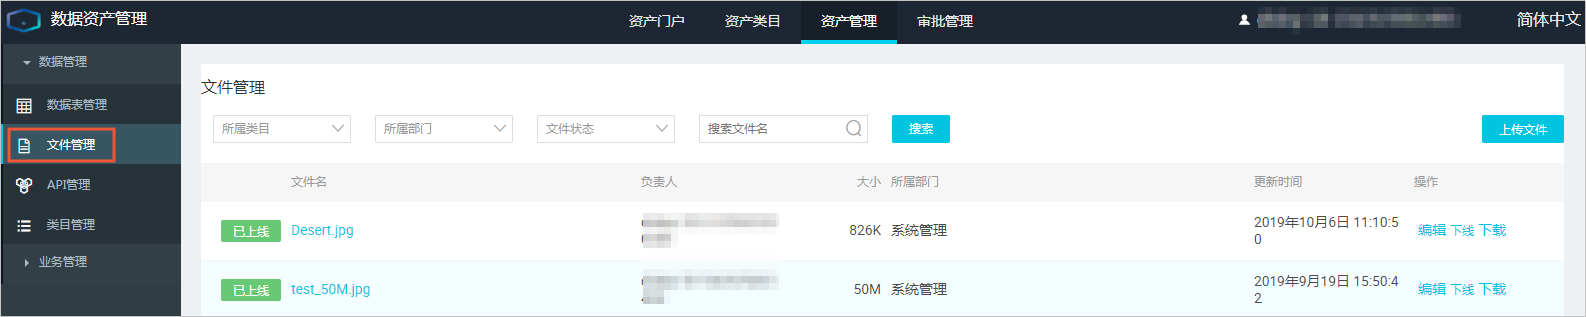 数据资产管理
资产门户
资产类目
资产管理
审批管理
简体中文
数据管理
数据表管理
文件管理
API管理
类目管理
业务管理
文件管理
所属类目
所属部门
文件状态
搜索文件名
搜索
上传文件
文件名
负责人
大小
所属部门
更新时间
操作
已上线
Desert.jpg
826K
系统管理
2019年10月6日 11:10:5
0
编辑 下线 下载
已上线
test_50M.jpg
50M
系统管理
2019年9月19日 15:50:4
2
编辑 下线 下载